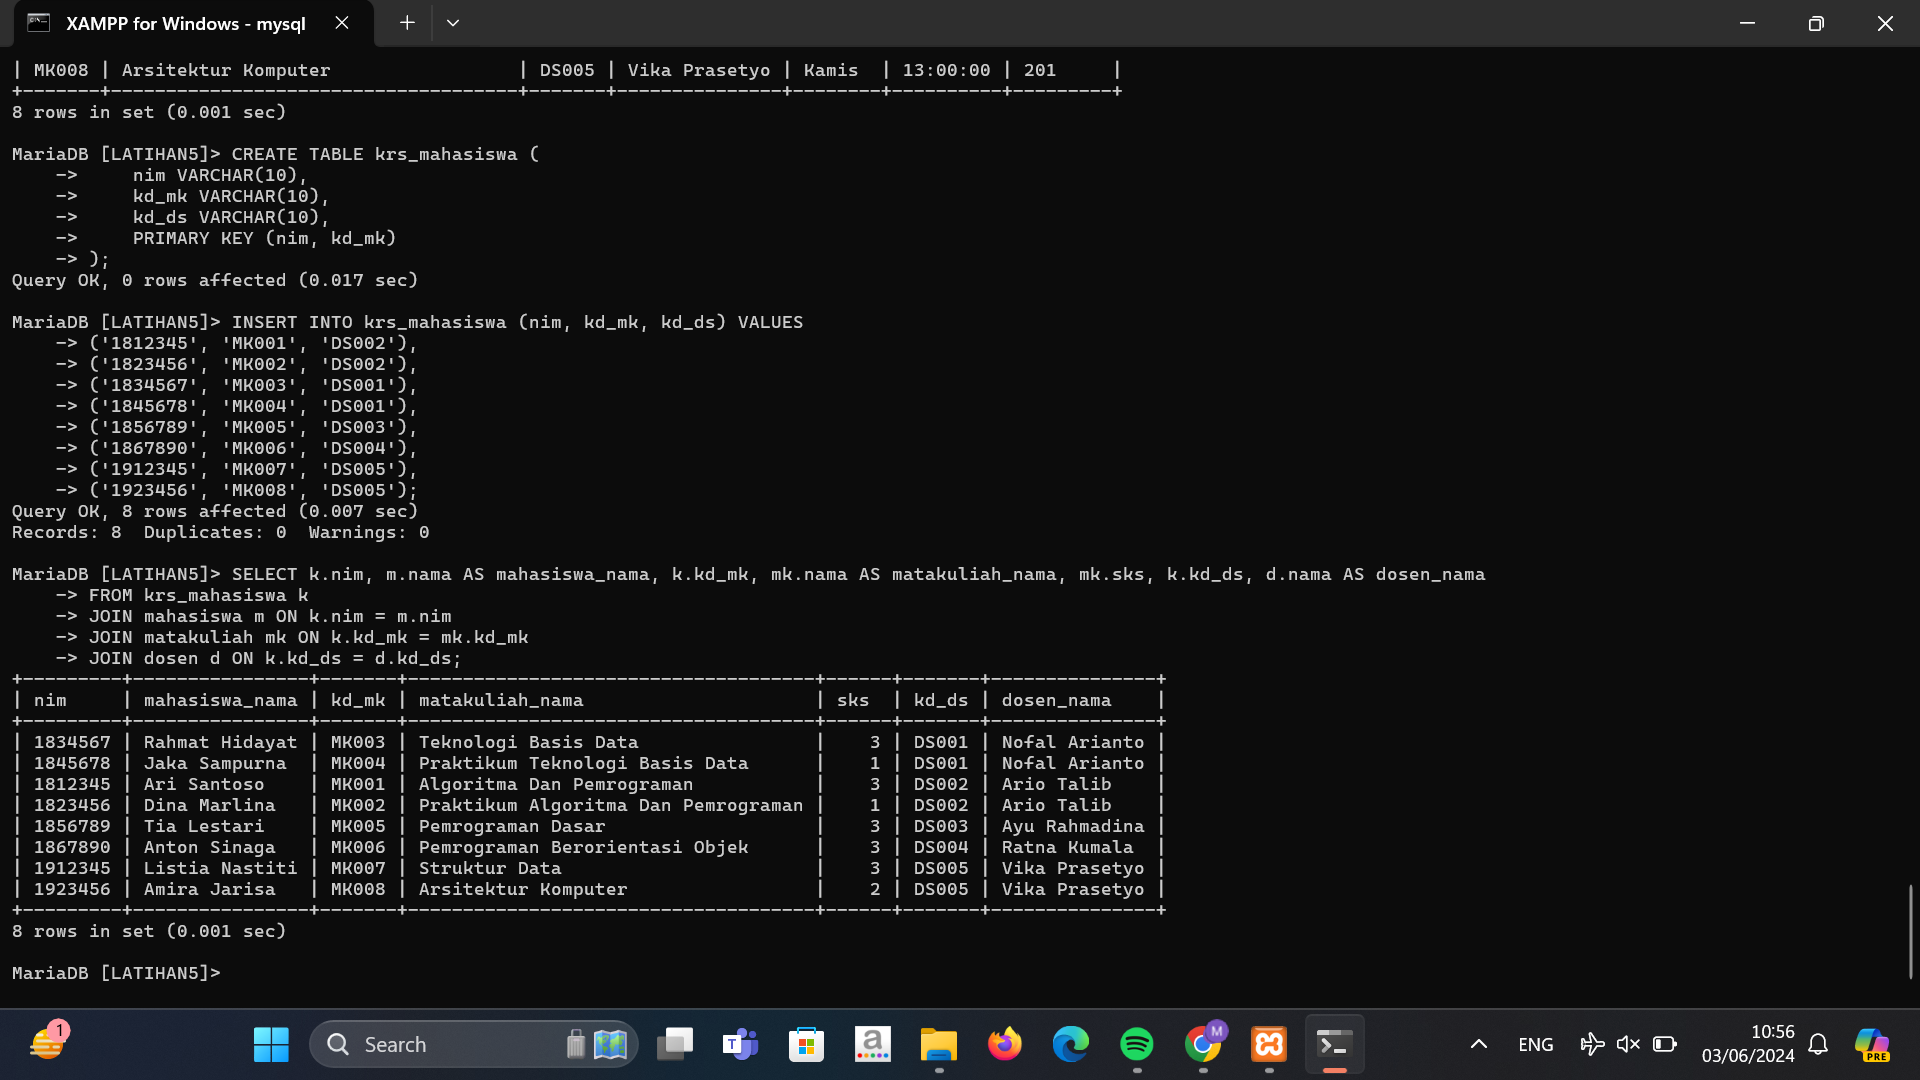 XAMPP for Windows - mysql
| MK008 | Arsitektur Komputer                 | DS005 | Vika Prasetyo | Kamis  | 13:00:00 | 201     |
+-------+-------------------------------------+-------+---------------+--------+----------+---------+
8 rows in set (0.001 sec)
MariaDB [LATIHAN5]> CREATE TABLE krs_mahasiswa (
    ->     nim VARCHAR(10),
    ->     kd_mk VARCHAR(10),
    ->     kd_ds VARCHAR(10),
    ->     PRIMARY KEY (nim, kd_mk)
    -> );
Query OK, 0 rows affected (0.017 sec)
MariaDB [LATIHAN5]> INSERT INTO krs_mahasiswa (nim, kd_mk, kd_ds) VALUES
    -> ('1812345', 'MK001', 'DS002'),
    -> ('1823456', 'MK002', 'DS002'),
    -> ('1834567', 'MK003', 'DS001'),
    -> ('1845678', 'MK004', 'DS001'),
    -> ('1856789', 'MK005', 'DS003'),
    -> ('1867890', 'MK006', 'DS004'),
    -> ('1912345', 'MK007', 'DS005'),
    -> ('1923456', 'MK008', 'DS005');
Query OK, 8 rows affected (0.007 sec)
Records: 8  Duplicates: 0  Warnings: 0
MariaDB [LATIHAN5]> SELECT k.nim, m.nama AS mahasiswa_nama, k.kd_mk, mk.nama AS matakuliah_nama, mk.sks, k.kd_ds, d.nama AS dosen_nama
    -> FROM krs_mahasiswa k
    -> JOIN mahasiswa m ON k.nim = m.nim
    -> JOIN matakuliah mk ON k.kd_mk = mk.kd_mk
    -> JOIN dosen d ON k.kd_ds = d.kd_ds;
+---------+----------------+-------+-------------------------------------+------+-------+---------------+
| nim     | mahasiswa_nama | kd_mk | matakuliah_nama                     | sks  | kd_ds | dosen_nama    |
+---------+----------------+-------+-------------------------------------+------+-------+---------------+
| 1834567 | Rahmat Hidayat | MK003 | Teknologi Basis Data                |    3 | DS001 | Nofal Arianto |
| 1845678 | Jaka Sampurna  | MK004 | Praktikum Teknologi Basis Data      |    1 | DS001 | Nofal Arianto |
| 1812345 | Ari Santoso    | MK001 | Algoritma Dan Pemrograman           |    3 | DS002 | Ario Talib    |
| 1823456 | Dina Marlina   | MK002 | Praktikum Algoritma Dan Pemrograman |    1 | DS002 | Ario Talib    |
| 1856789 | Tia Lestari    | MK005 | Pemrograman Dasar                   |    3 | DS003 | Ayu Rahmadina |
| 1867890 | Anton Sinaga   | MK006 | Pemrograman Berorientasi Objek      |    3 | DS004 | Ratna Kumala  |
| 1912345 | Listia Nastiti | MK007 | Struktur Data                       |    3 | DS005 | Vika Prasetyo |
| 1923456 | Amira Jarisa   | MK008 | Arsitektur Komputer                 |    2 | DS005 | Vika Prasetyo |
+---------+----------------+-------+-------------------------------------+------+-------+---------------+
8 rows in set (0.001 sec)
MariaDB [LATIHAN5]>
1
Search
T
a
M
ENG
10:56
03/06/2024
PRE